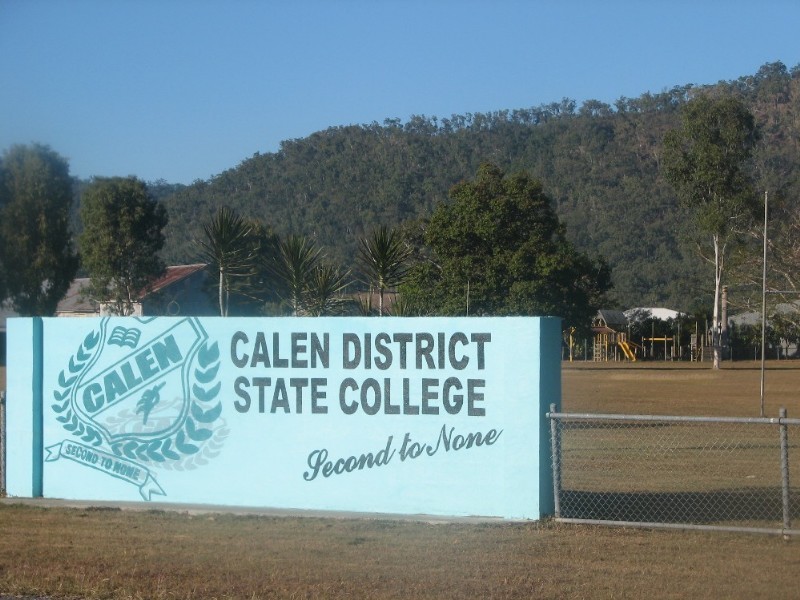 CALEN
SECOND TO NONE
CALEN DISTRICT
STATE COLLEGE
Second to None